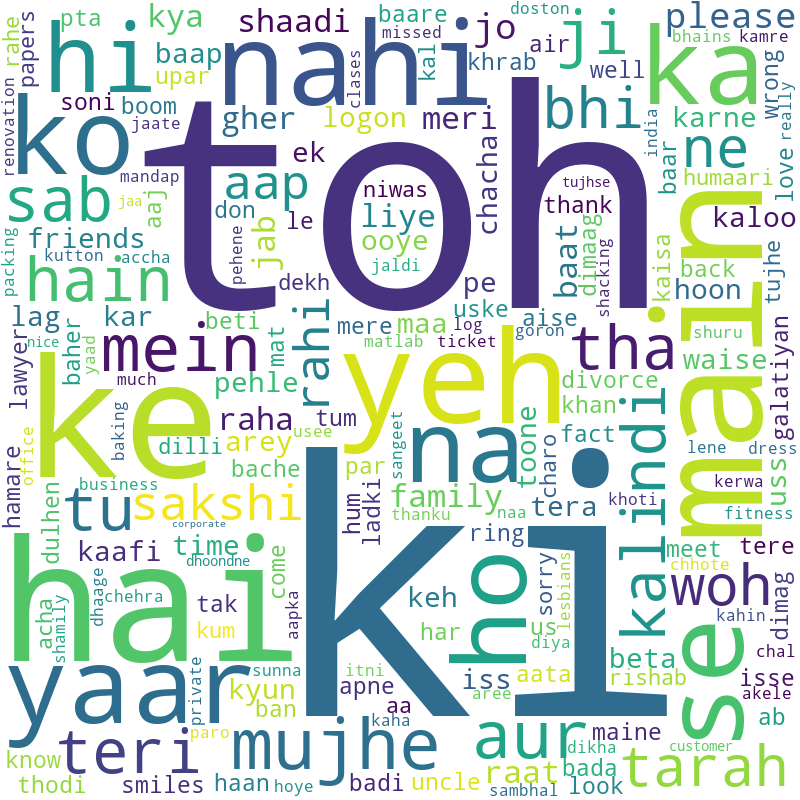 doston
pta
kya
shaadi
baare
missed
jo
ji
please
bhains
kamre
rahe
papers
hi
baap
upar
nahi
kal
khrab
air
well
ka
wrong
renovation
soni
boom
jaate
clases
ko
toh
bhi
karne
love
really
gher
logon
meri
india
ne
mandap
ek
chacha
baar
humaari
sab
jaa
aaj
aap
niwas
tujhse
thank
kaloo
don
le
liye
dimaag
packing
friends
jab
ooye
baat
kaisa
tujhe
kutton
accha
pehene
jaldi
hain
dekh
pe
shacking
back
hoon
main
lag
kar
rahi
uske
aise
nice
baher
yaad
beti
mat
mere
maa
log
goron
shuru
lawyer
mein
matlab
ticket
tha
waise
galatiyan
much
ke
pehle
yeh
divorce
khan
raha
tum
toone
charo
fact
hamare
office
baking
dilli
arey
usee
sangeet
na
lene
dress
bache
par
business
tu
sakshi
hum
ladki
family
tera
khoti
kerwa
uss
thanku
naa
fitness
corporate
dulhen
kaafi
time
ring
meet
tere
dhoondne
ki
kalindi
chhote
hai
come
sorry
lesbians
woh
dhaage
chehra
ho
kahin
dimag
acha
shamily
tak
aapka
keh
us
chal
kum
har
diya
se
beta
isse
yaar
private
sunna
itni
iss
aree
aata
rishab
akele
kyun
apne
ban
aa
ab
paro
kaha
teri
mujhe
aur
maine
know
dikha
customer
raat
bada
tarah
thodi
smiles
haan
hoye
badi
uncle
sambhal
look